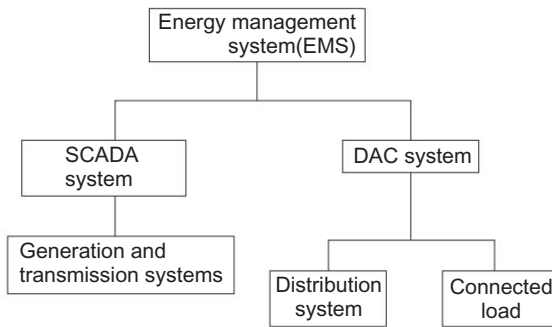 Energy management
system(EMS)
SCADA
system
DAC system
Generation and
transmission systems
Distribution
system
Connected
load